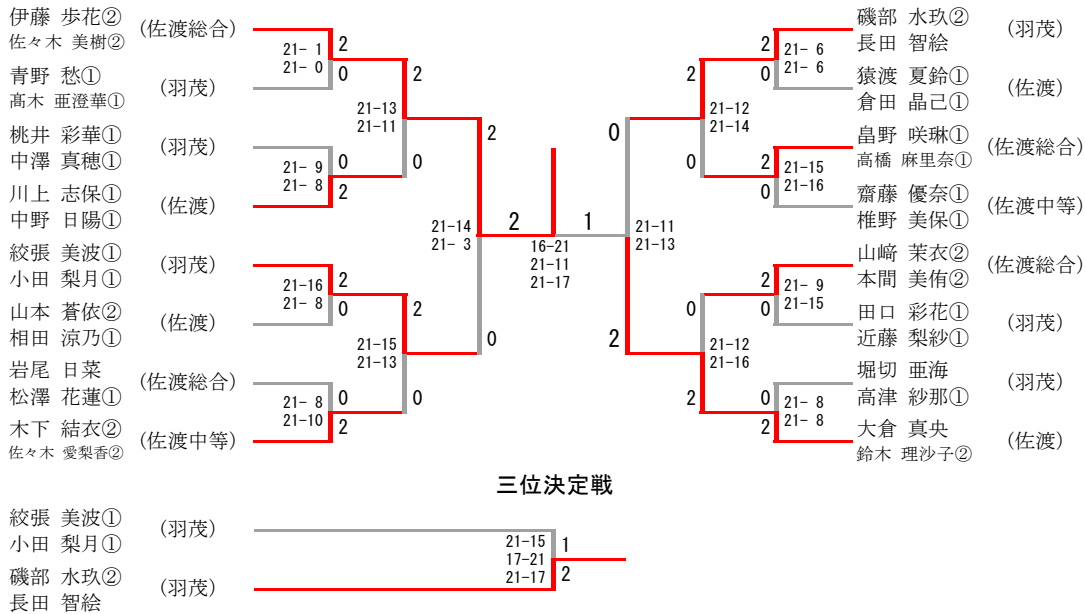 伊藤 歩花②
佐々木 美樹②
(佐渡総合)
青野 愁①
髙木 亜澄華①
(羽茂)
21- 1
21- 0
2
0
桃井 彩華①
中澤 真穂①
(羽茂)
川上 志保①
中野 日陽①
(佐渡)
21- 9
21- 8
0
2
21-13
21-11
2
0
絞張 美波①
小田 梨月①
(羽茂)
山本 蒼依②
相田 涼乃①
(佐渡)
21-16
21- 8
2
0
岩尾 日菜
松澤 花蓮①
(佐渡総合)
木下 結衣②
佐々木 愛梨香②
(佐渡中等)
21- 8
21-10
0
2
21-15
21-13
2
0
21-14
21- 3
2
0
2
1
16-21
21-11
21-17
磯部 水玖②
長田 智絵
(羽茂)
猿渡 夏鈴①
倉田 晶己①
(佐渡)
2
0
21- 6
21- 6
畠野 咲琳①
高橋 麻里奈①
(佐渡総合)
齋藤 優奈①
椎野 美保①
(佐渡中等)
2
0
21-15
21-16
2
0
21-12
21-14
山﨑 茉衣②
本間 美侑②
(佐渡総合)
田口 彩花①
近藤 梨紗①
(羽茂)
2
0
21- 9
21-15
堀切 亜海
高津 紗那①
(羽茂)
大倉 真央
鈴木 理沙子②
(佐渡)
0
2
21- 8
21- 8
0
2
21-12
21-16
0
2
21-11
21-13
三位決定戦
絞張 美波①
小田 梨月①
(羽茂)
磯部 水玖②
長田 智絵
(羽茂)
21-15
17-21
21-17
1
2